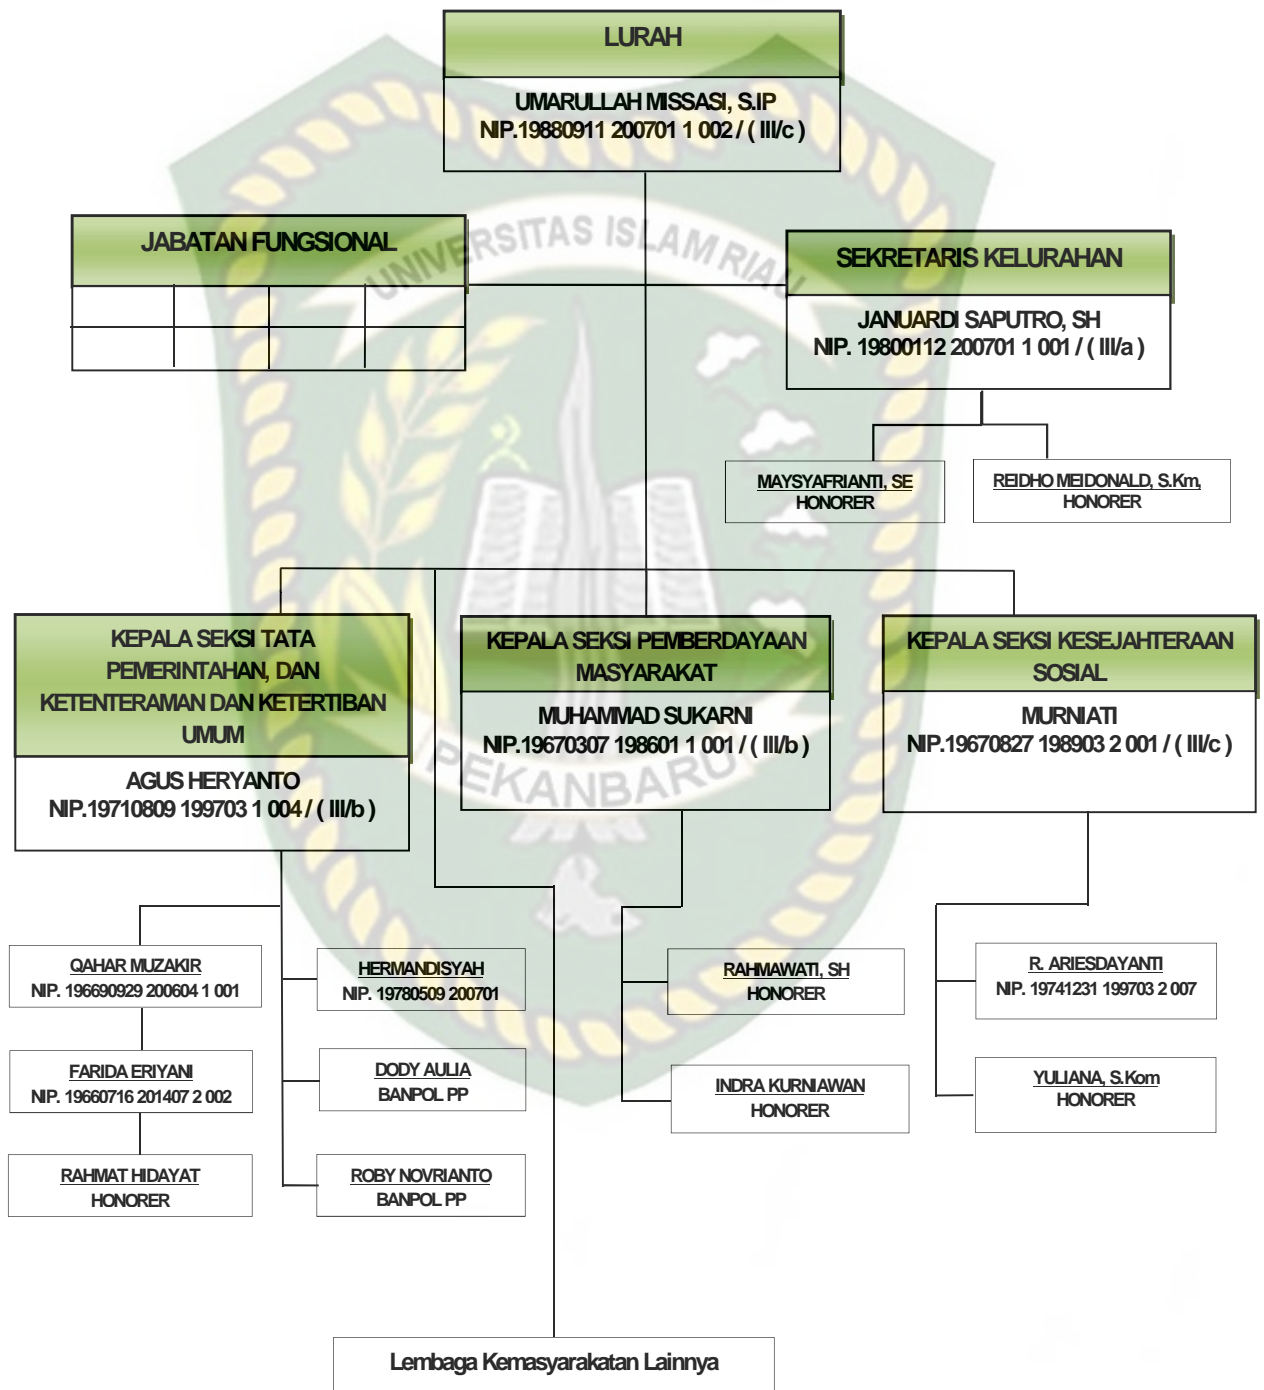 LURAH
UMARULLAH MISSASI, S.IP
NIP.19880911 200701 1 002 / ( III/c )
JABATAN FUNGSIONAL
SEKRETARIS KELURAHAN
JANUARDI SAPUTRO, SH
NIP. 19800112 200701 1 001 / ( III/a )
MAYSYAFRIANTI, SE
HONORER
REIDHO MEIDONALD, S.Km,
HONORER
UNIVERSITAS ISLAM RIAU
KEPALA SEKSI TATA
PEMERINTAHAN, DAN
KETENTERAMAN DAN KETERTIBAN
UMUM
AGUS HERYANTO
NIP.19710809 199703 1 004 / ( III/b )
KEPALA SEKSI PEMBERDAYAAN
MASYARAKAT
MUHAMMAD SUKARNI
NIP.19670307 198601 1 001 / ( III/b )
KEPALA SEKSI KESEJAHTERAAN
SOSIAL
MURNIATI
NIP.19670827 198903 2 001 / ( III/c )
PEKANBARU
QAHAR MUZAKIR
NIP. 196690929 200604 1 001
FARIDA ERIYANI
NIP. 19660716 201407 2 002
RAHMAT HIDAYAT
HONORER
HERMANDISYAH
NIP. 19780509 200701
DODY AULIA
BANPOL PP
ROBY NOVRIANTO
BANPOL PP
RAHMAWATI, SH
HONORER
INDRA KURNIAWAN
HONORER
R. ARIESDAYANTI
NIP. 19741231 199703 2 007
YULIANA, S.Kom
HONORER
Lembaga Kemasyarakatan Lainnya